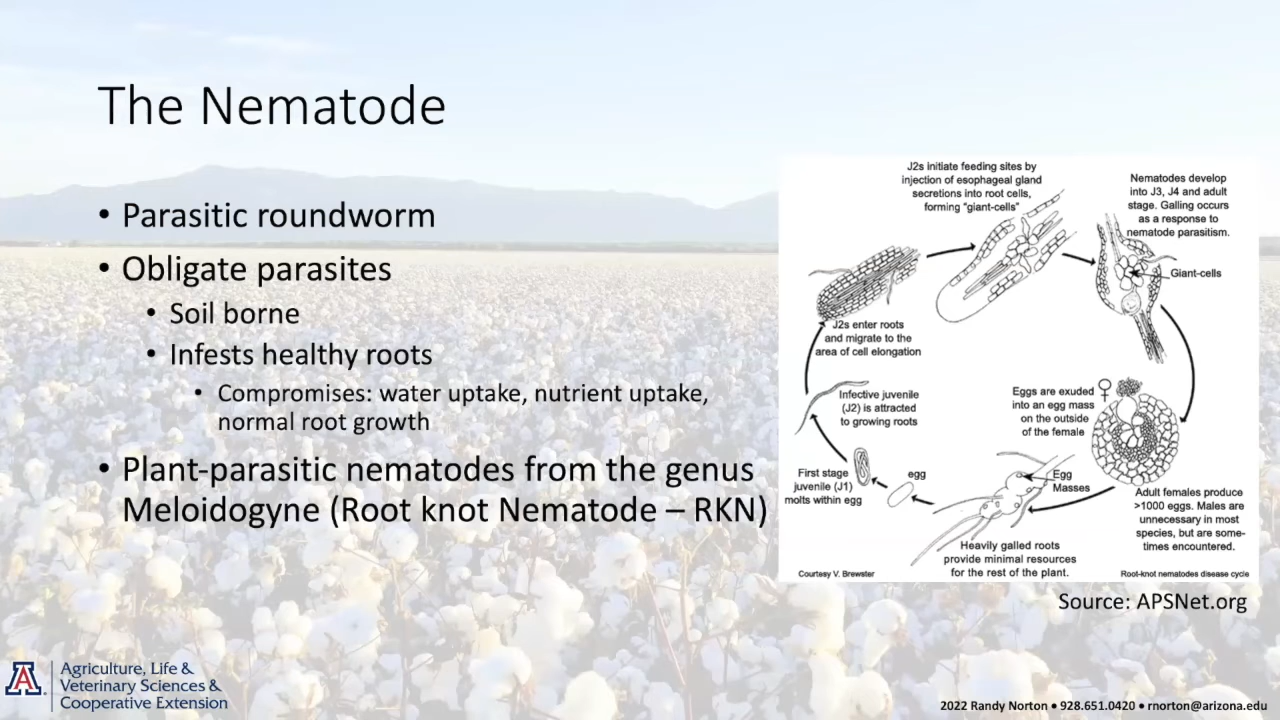 The Nematode
• Parasitic roundworm
• Obligate parasites
• Soil borne
• Infests healthy roots
• Compromises: water uptake, nutrient uptake,
normal root growth
• Plant-parasitic nematodes from the genus
Meloidogyne (Root knot Nematode – RKN)
J2s initiate feeding sites by
injection of esophageal gland
secretions into root cells,
forming "giant-cells"
Nematodes develop
into J3, J4 and adult
stage. Galling occurs
as a response to
nematode parasitism.
Giant-cells
J2s enter roots
and migrate to the
area of cell elongation
Infective juvenile
(J2) is attracted
to growing roots
Eggs are exuded
into an egg mass
on the outside
of the female
First stage
juvenile (J1)
molts within egg
egg
Egg
Masses
Adult females produce
>1000 eggs. Males are
unnecessary in most
species, but are some-
times encountered.
Heavily galled roots
provide minimal resources
for the rest of the plant.
Courtesy V. Brewster
Root-knot nematodes disease cycle
Source: APSNet.org
A
Agriculture, Life &
Veterinary Sciences &
Cooperative Extension
2022 Randy Norton • 928.651.0420 • rnorton@arizona.edu